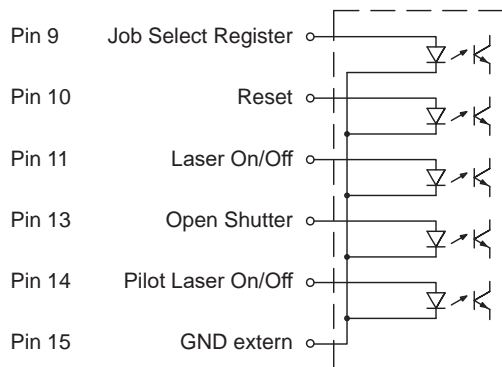 Pin 9 Job Select Register
Pin 10 Reset
Pin 11 Laser On/Off
Pin 13 Open Shutter
Pin 14 Pilot Laser On/Off
Pin 15 GND extern